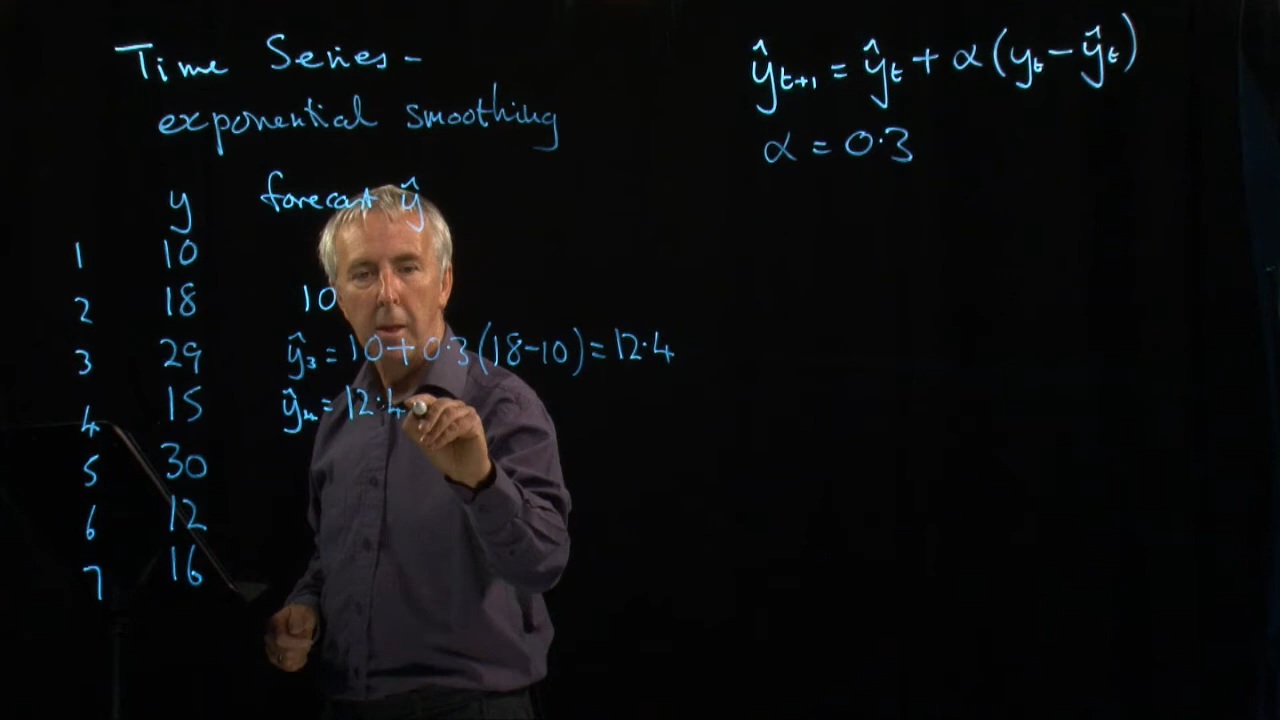 Time Series -
exponential smoothing
ŷₜ₊₁ = ŷₜ + α(yₜ - ŷₜ)
α = 0.3
y forecast ŷ
1 10
2 18 10
3 29 ŷ₃ = 10 + 0.3(18-10) = 12.4
4 15 ŷ₄ = 12.4
5 30
6 12
7 16